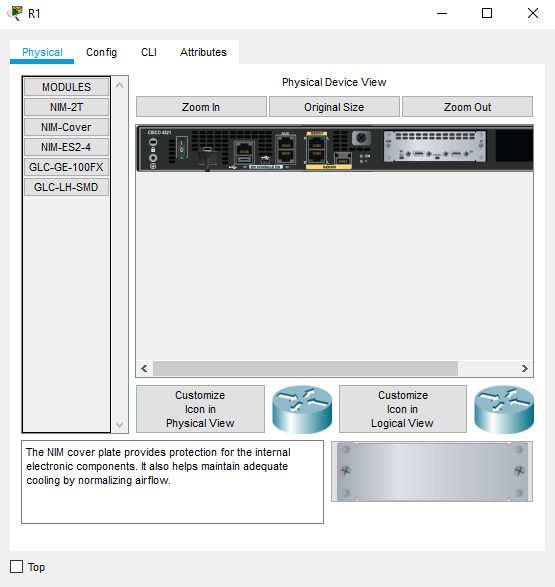 R1
Physical Config CLI Attributes
MODULES
NIM-2T
NIM-Cover
NIM-ES2-4
GLC-GE-100FX
GLC-LH-SMD
Physical Device View
Zoom In Original Size Zoom Out
CISCO 4321
AUX
Customize
Icon in
Physical View
Customize
Icon in
Logical View
The NIM cover plate provides protection for the internal
electronic components. It also helps maintain adequate
cooling by normalizing airflow.
Top